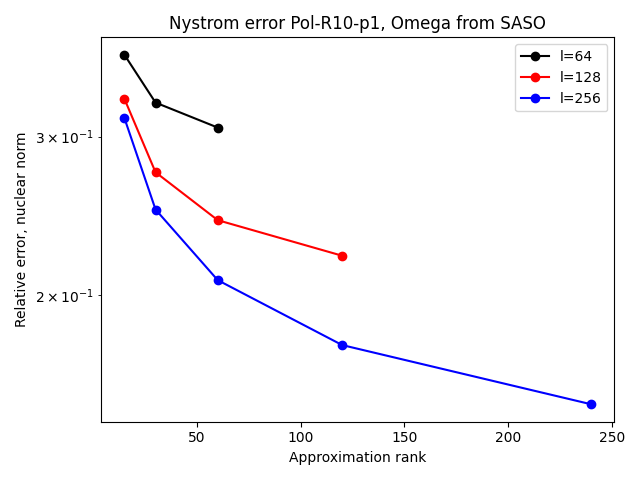 Nystrom error Pol-R10-p1, Omega from SASO
l=64
l=128
l=256
3 × 10⁻¹
2 × 10⁻¹
Relative error, nuclear norm
50
100
150
200
250
Approximation rank